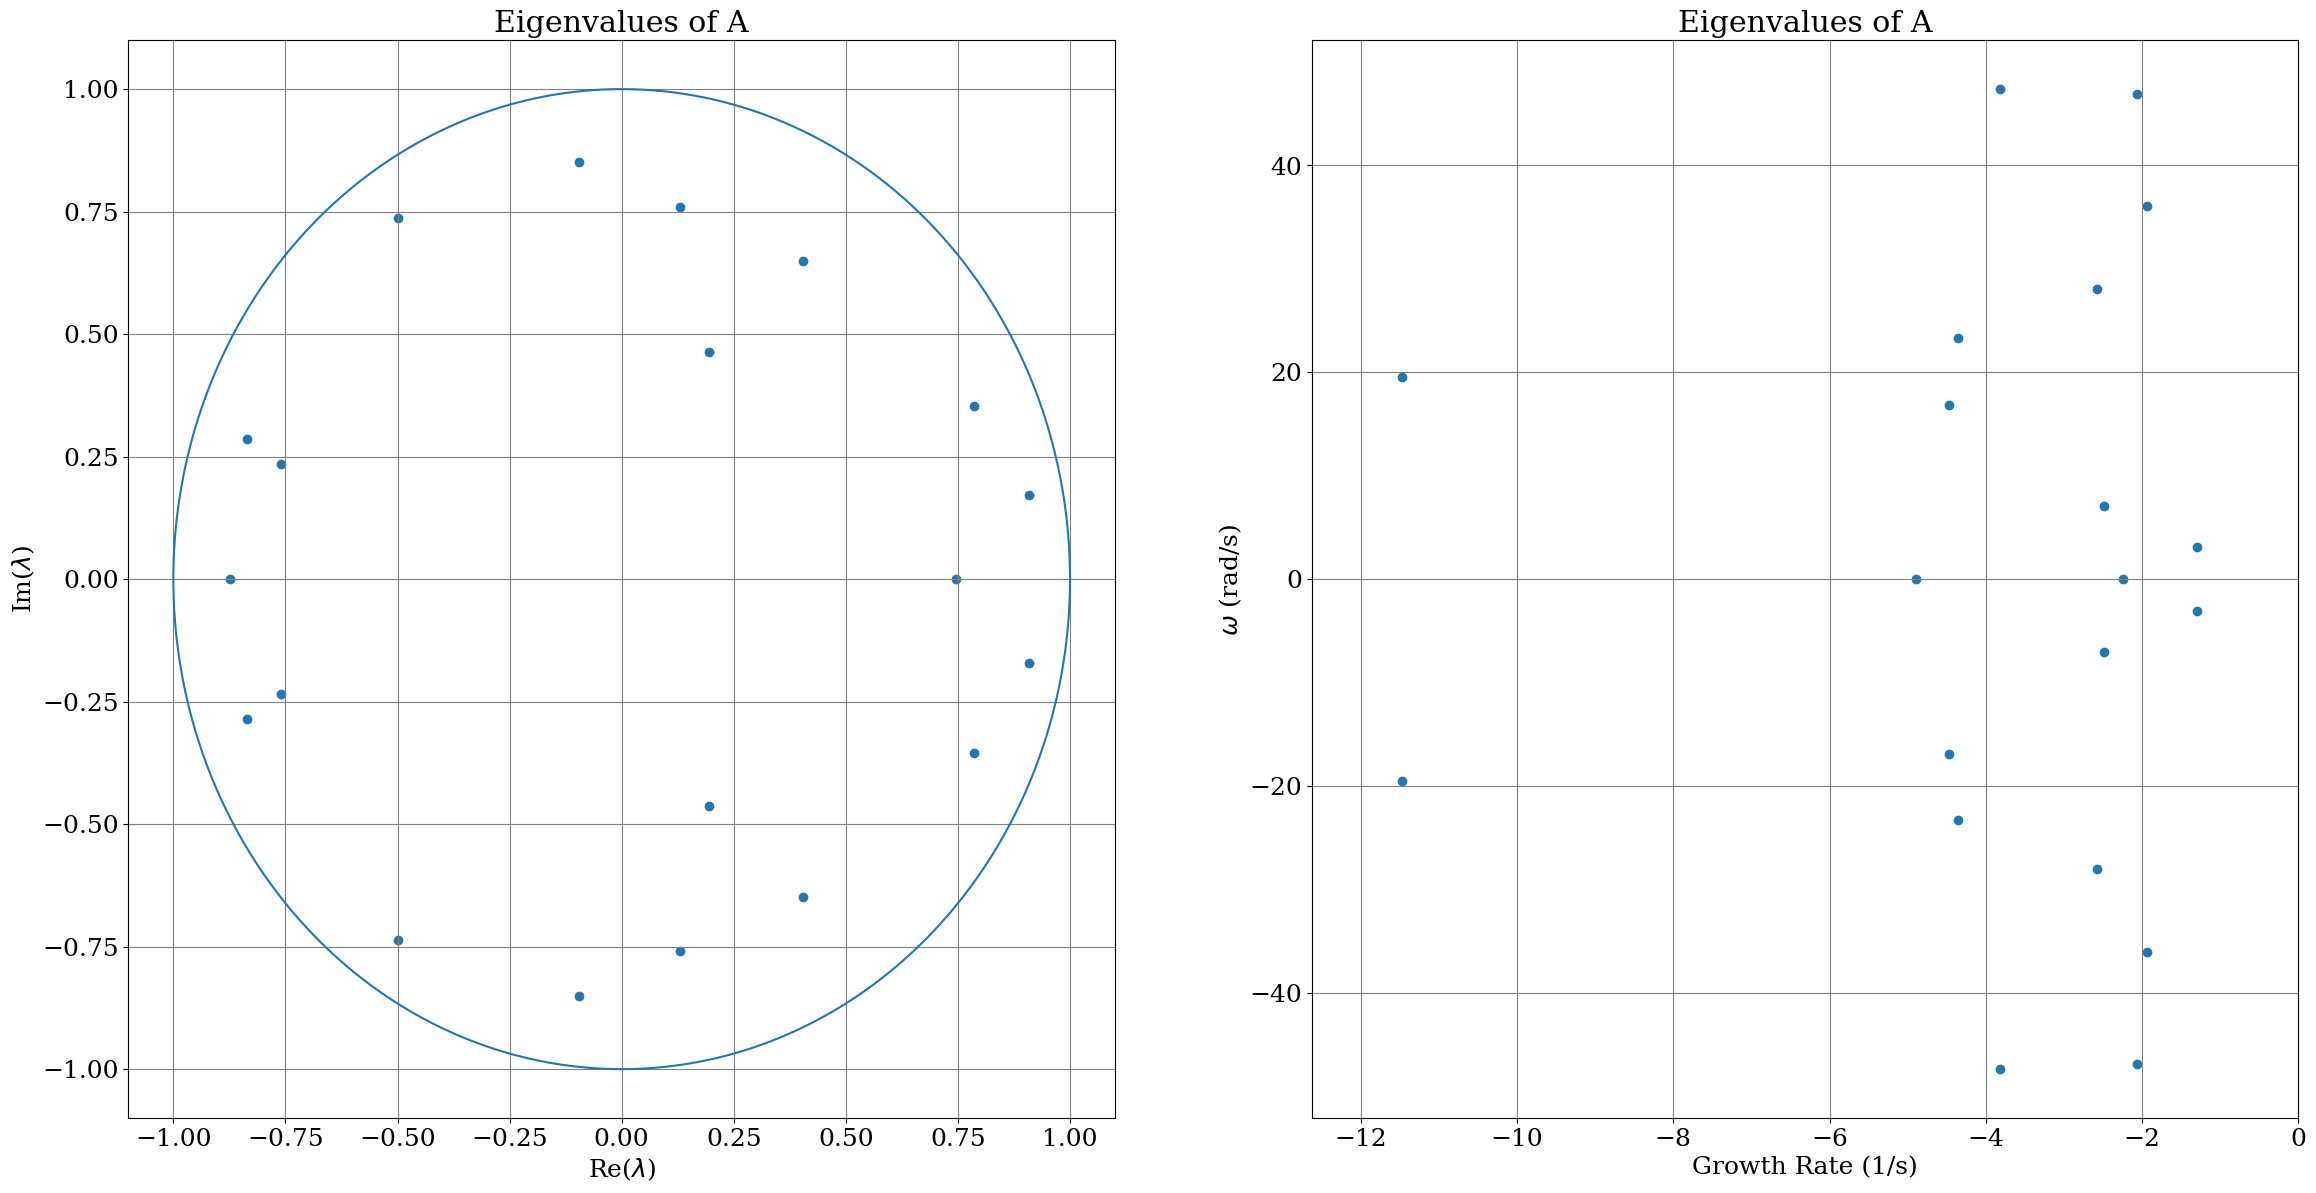 Eigenvalues of A
1.00
0.75
0.50
0.25
0.00
−0.25
−0.50
−0.75
−1.00
Im(λ)
−1.00 −0.75 −0.50 −0.25 0.00 0.25 0.50 0.75 1.00
Re(λ)
Eigenvalues of A
40
20
0
−20
−40
ω (rad/s)
−12 −10 −8 −6 −4 −2 0
Growth Rate (1/s)